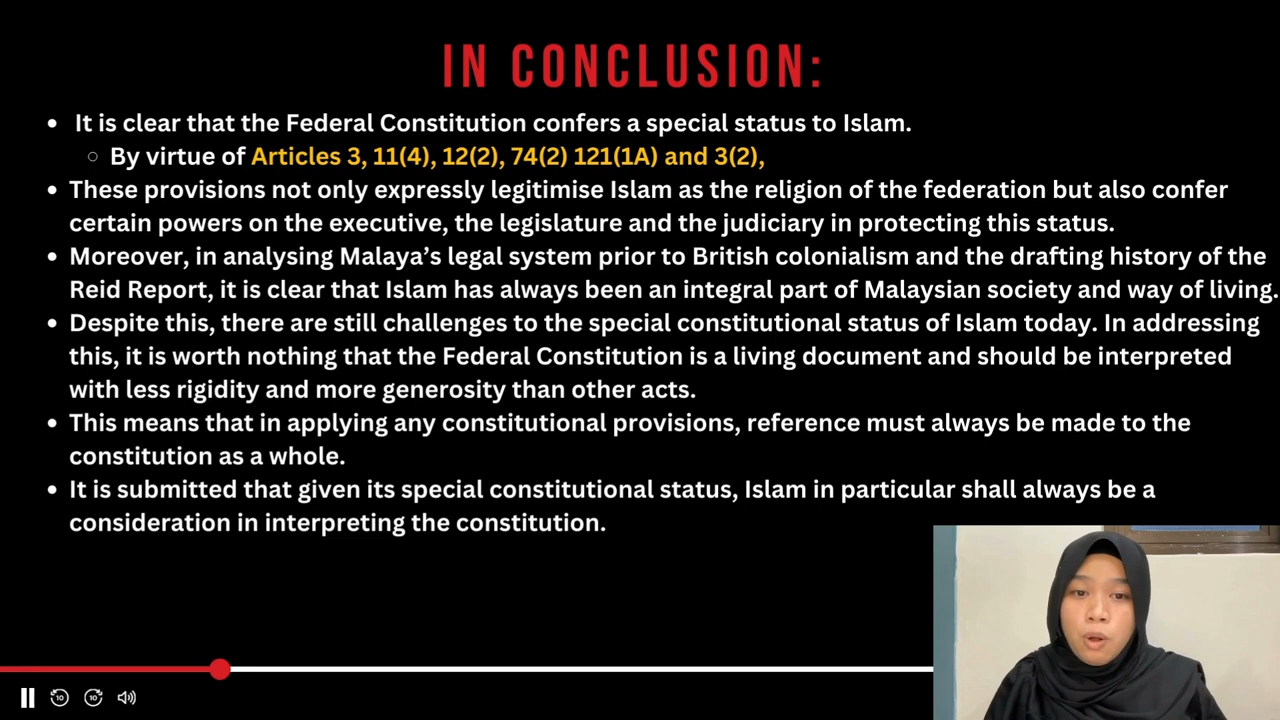 IN CONCLUSION:
• It is clear that the Federal Constitution confers a special status to Islam.
○ By virtue of Articles 3, 11(4), 12(2), 74(2) 121(1A) and 3(2),
• These provisions not only expressly legitimise Islam as the religion of the federation but also confer
certain powers on the executive, the legislature and the judiciary in protecting this status.
• Moreover, in analysing Malaya’s legal system prior to British colonialism and the drafting history of the
Reid Report, it is clear that Islam has always been an integral part of Malaysian society and way of living.
• Despite this, there are still challenges to the special constitutional status of Islam today. In addressing
this, it is worth nothing that the Federal Constitution is a living document and should be interpreted
with less rigidity and more generosity than other acts.
• This means that in applying any constitutional provisions, reference must always be made to the
constitution as a whole.
• It is submitted that given its special constitutional status, Islam in particular shall always be a
consideration in interpreting the constitution.
10 10